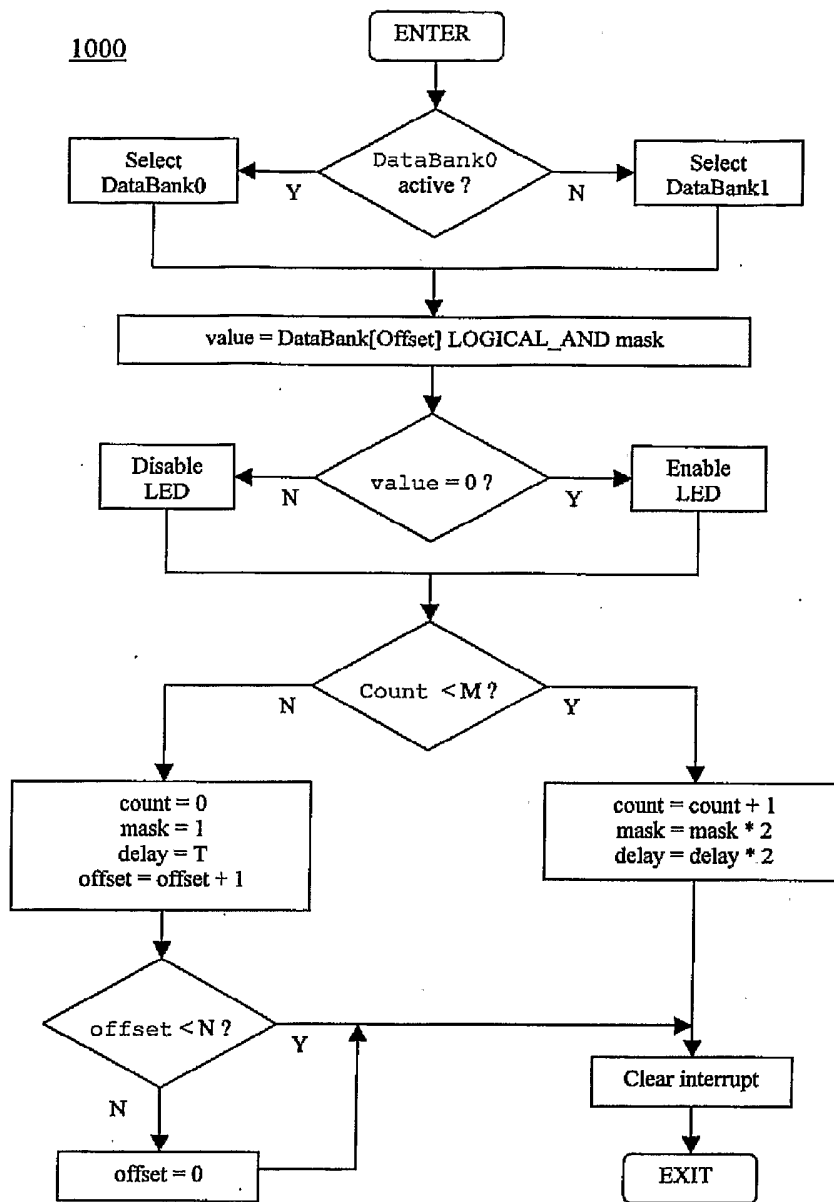 1000
ENTER
Select
DataBank0
DataBank0
active ?
Select
DataBank1
Y
N
value = DataBank[Offset] LOGICAL_AND mask
Disable
LED
value = 0 ?
Enable
LED
N
Y
Count < M ?
N
Y
count = 0
mask = 1
delay = T
offset = offset + 1
count = count + 1
mask = mask * 2
delay = delay * 2
offset < N ?
Y
N
Clear interrupt
offset = 0
EXIT